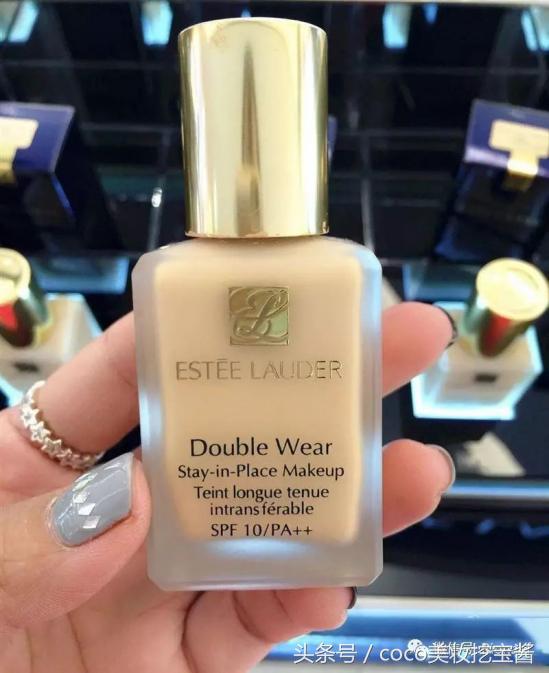 ESTĒE LAUDER
Double Wear
Stay-in-Place Makeup
Teint longue tenue
intransférable
SPF 10/PA++
头条号 / coco美妆挖宝酱